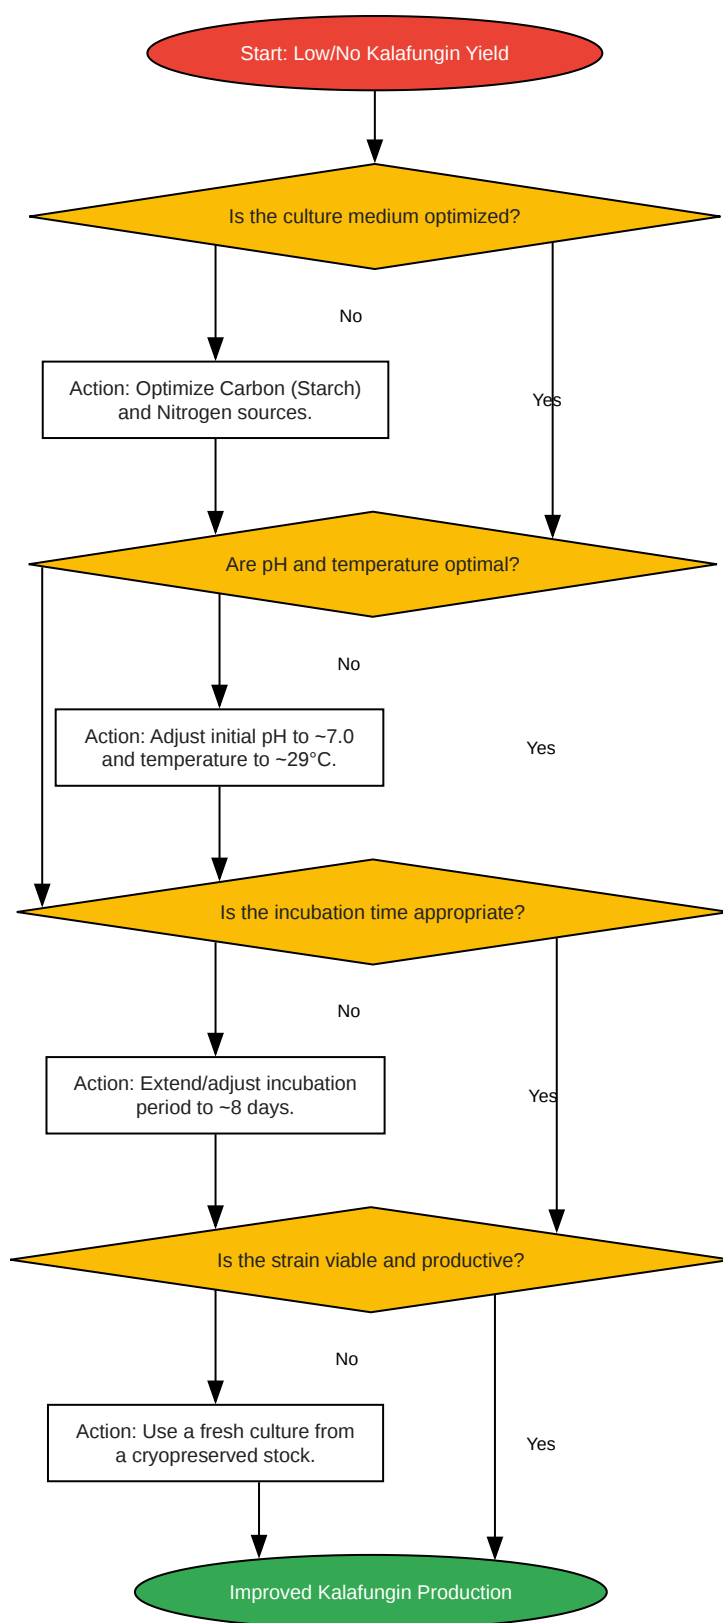 Start: Low/No Kalafungin Yield
Is the culture medium optimized?
No
Action: Optimize Carbon (Starch)
and Nitrogen sources.
Yes
Are pH and temperature optimal?
No
Action: Adjust initial pH to ~7.0
and temperature to ~29°C.
Yes
Is the incubation time appropriate?
No
Action: Extend/adjust incubation
period to ~8 days.
Yes
Is the strain viable and productive?
No
Action: Use a fresh culture from
a cryopreserved stock.
Yes
Improved Kalafungin Production